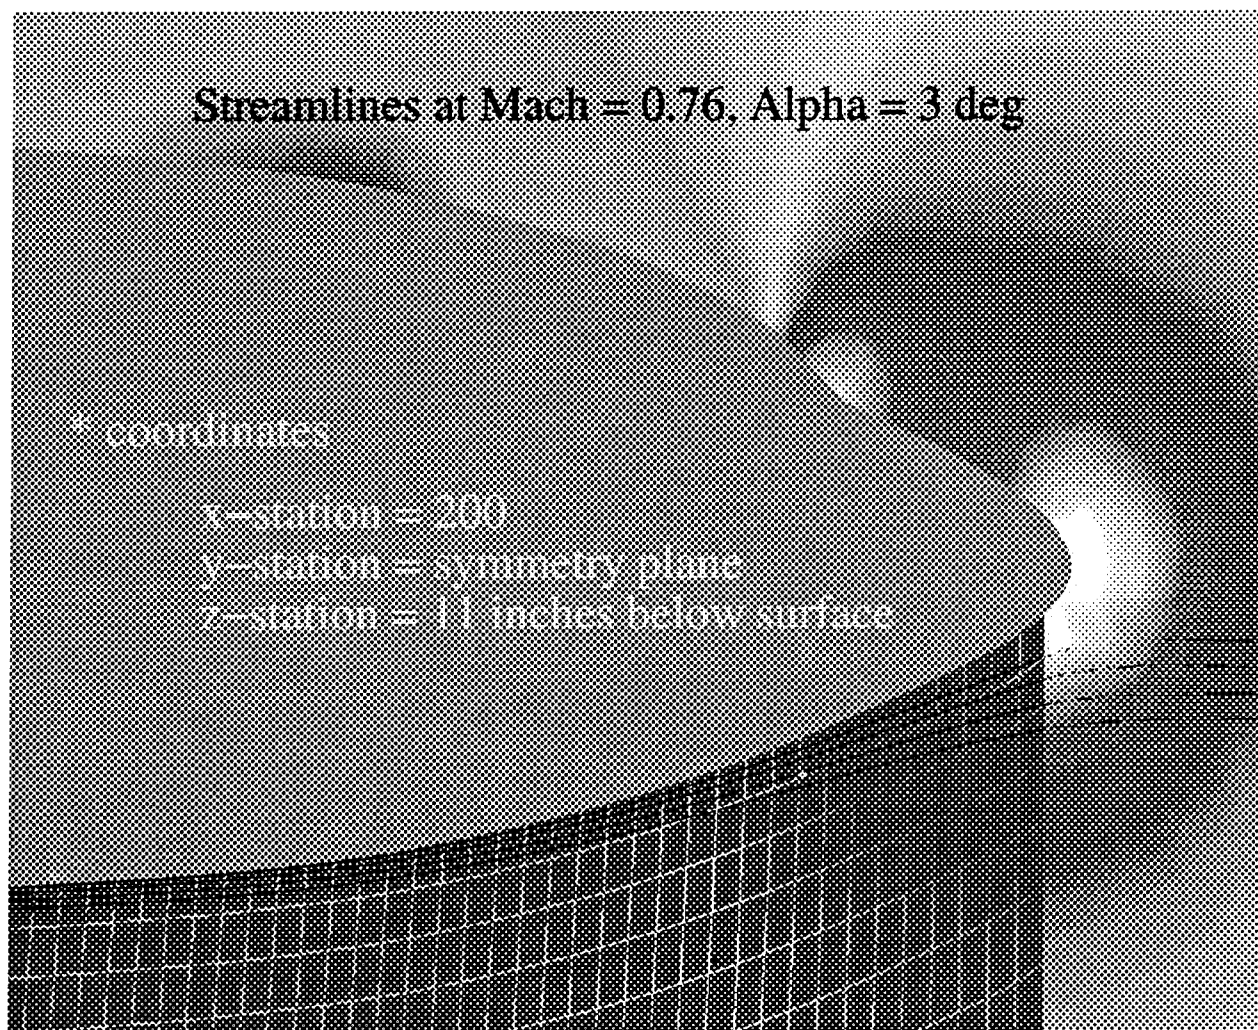 Streamlines at Mach = 0.76, Alpha = 3 deg
* coordinates
x-station = 200
y-station = symmetry plane
z-station = 11 inches below surface